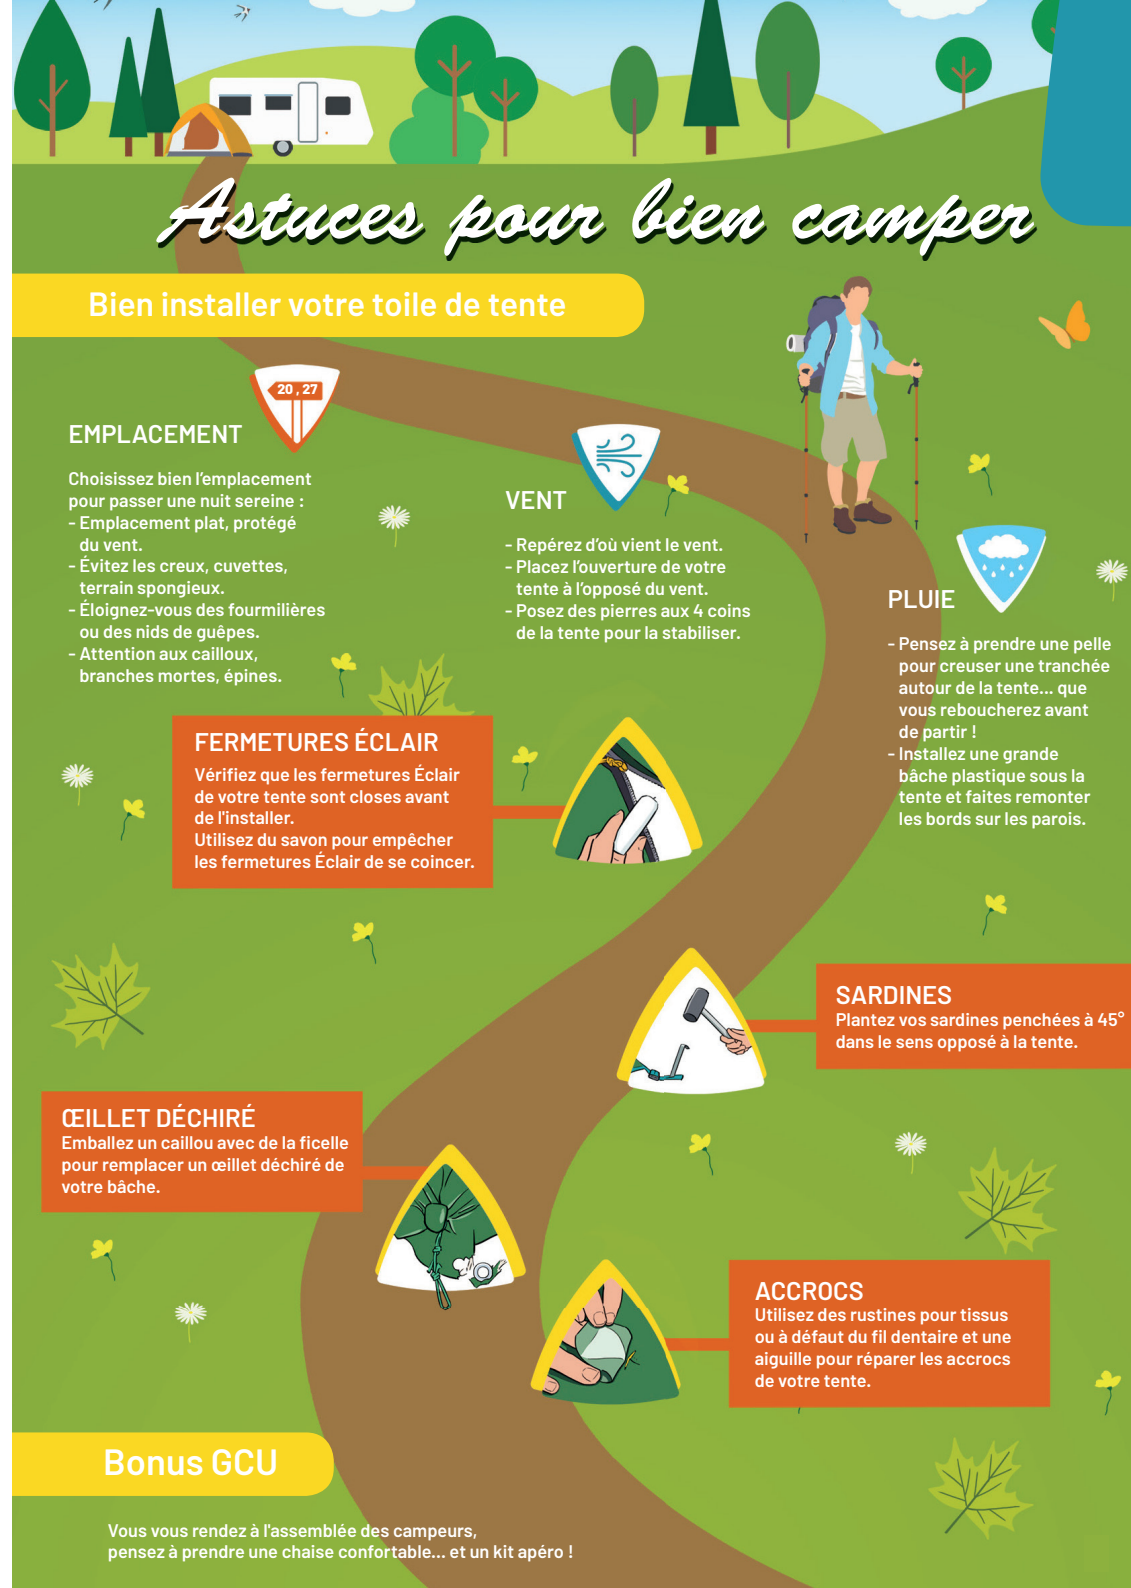 Astuces pour bien camper
Bien installer votre toile de tente
20 , 27
EMPLACEMENT
Choisissez bien l'emplacement
pour passer une nuit sereine :
- Emplacement plat, protégé
du vent.
- Évitez les creux, cuvettes,
terrain spongieux.
- Éloignez-vous des fourmilières
ou des nids de guêpes.
- Attention aux cailloux,
branches mortes, épines.
VENT
- Repérez d'où vient le vent.
- Placez l'ouverture de votre
tente à l'opposé du vent.
- Posez des pierres aux 4 coins
de la tente pour la stabiliser.
PLUIE
- Pensez à prendre une pelle
pour creuser une tranchée
autour de la tente... que
vous reboucherez avant
de partir !
- Installez une grande
bâche plastique sous la
tente et faites remonter
les bords sur les parois.
FERMETURES ÉCLAIR
Vérifiez que les fermetures Éclair
de votre tente sont closes avant
de l'installer.
Utilisez du savon pour empêcher
les fermetures Éclair de se coincer.
SARDINES
Plantez vos sardines penchées à 45°
dans le sens opposé à la tente.
ŒILLET DÉCHIRÉ
Emballez un caillou avec de la ficelle
pour remplacer un œillet déchiré de
votre bâche.
ACCROCS
Utilisez des rustines pour tissus
ou à défaut du fil dentaire et une
aiguille pour réparer les accrocs
de votre tente.
Bonus GCU
Vous vous rendez à l'assemblée des campeurs,
pensez à prendre une chaise confortable... et un kit apéro !